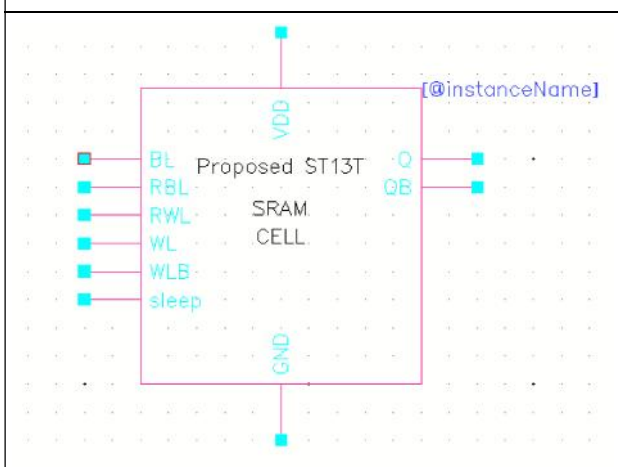 [@instanceName]
VDD
BL
Proposed ST13T
Q
RBL
QB
RWL
SRAM
WL
CELL
WLB
sleep
GND